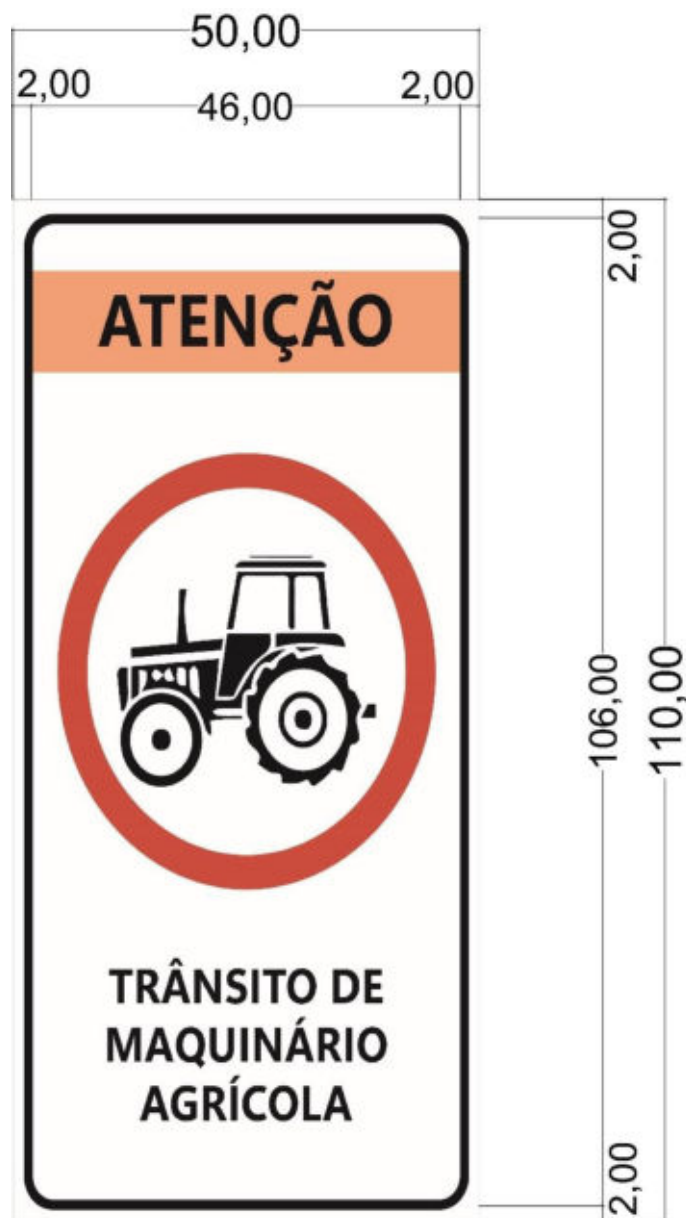 50,00
2,00 46,00 2,00
2,00
ATENÇÃO
106,00
110,00
TRÂNSITO DE
MAQUINÁRIO
AGRÍCOLA
2,00